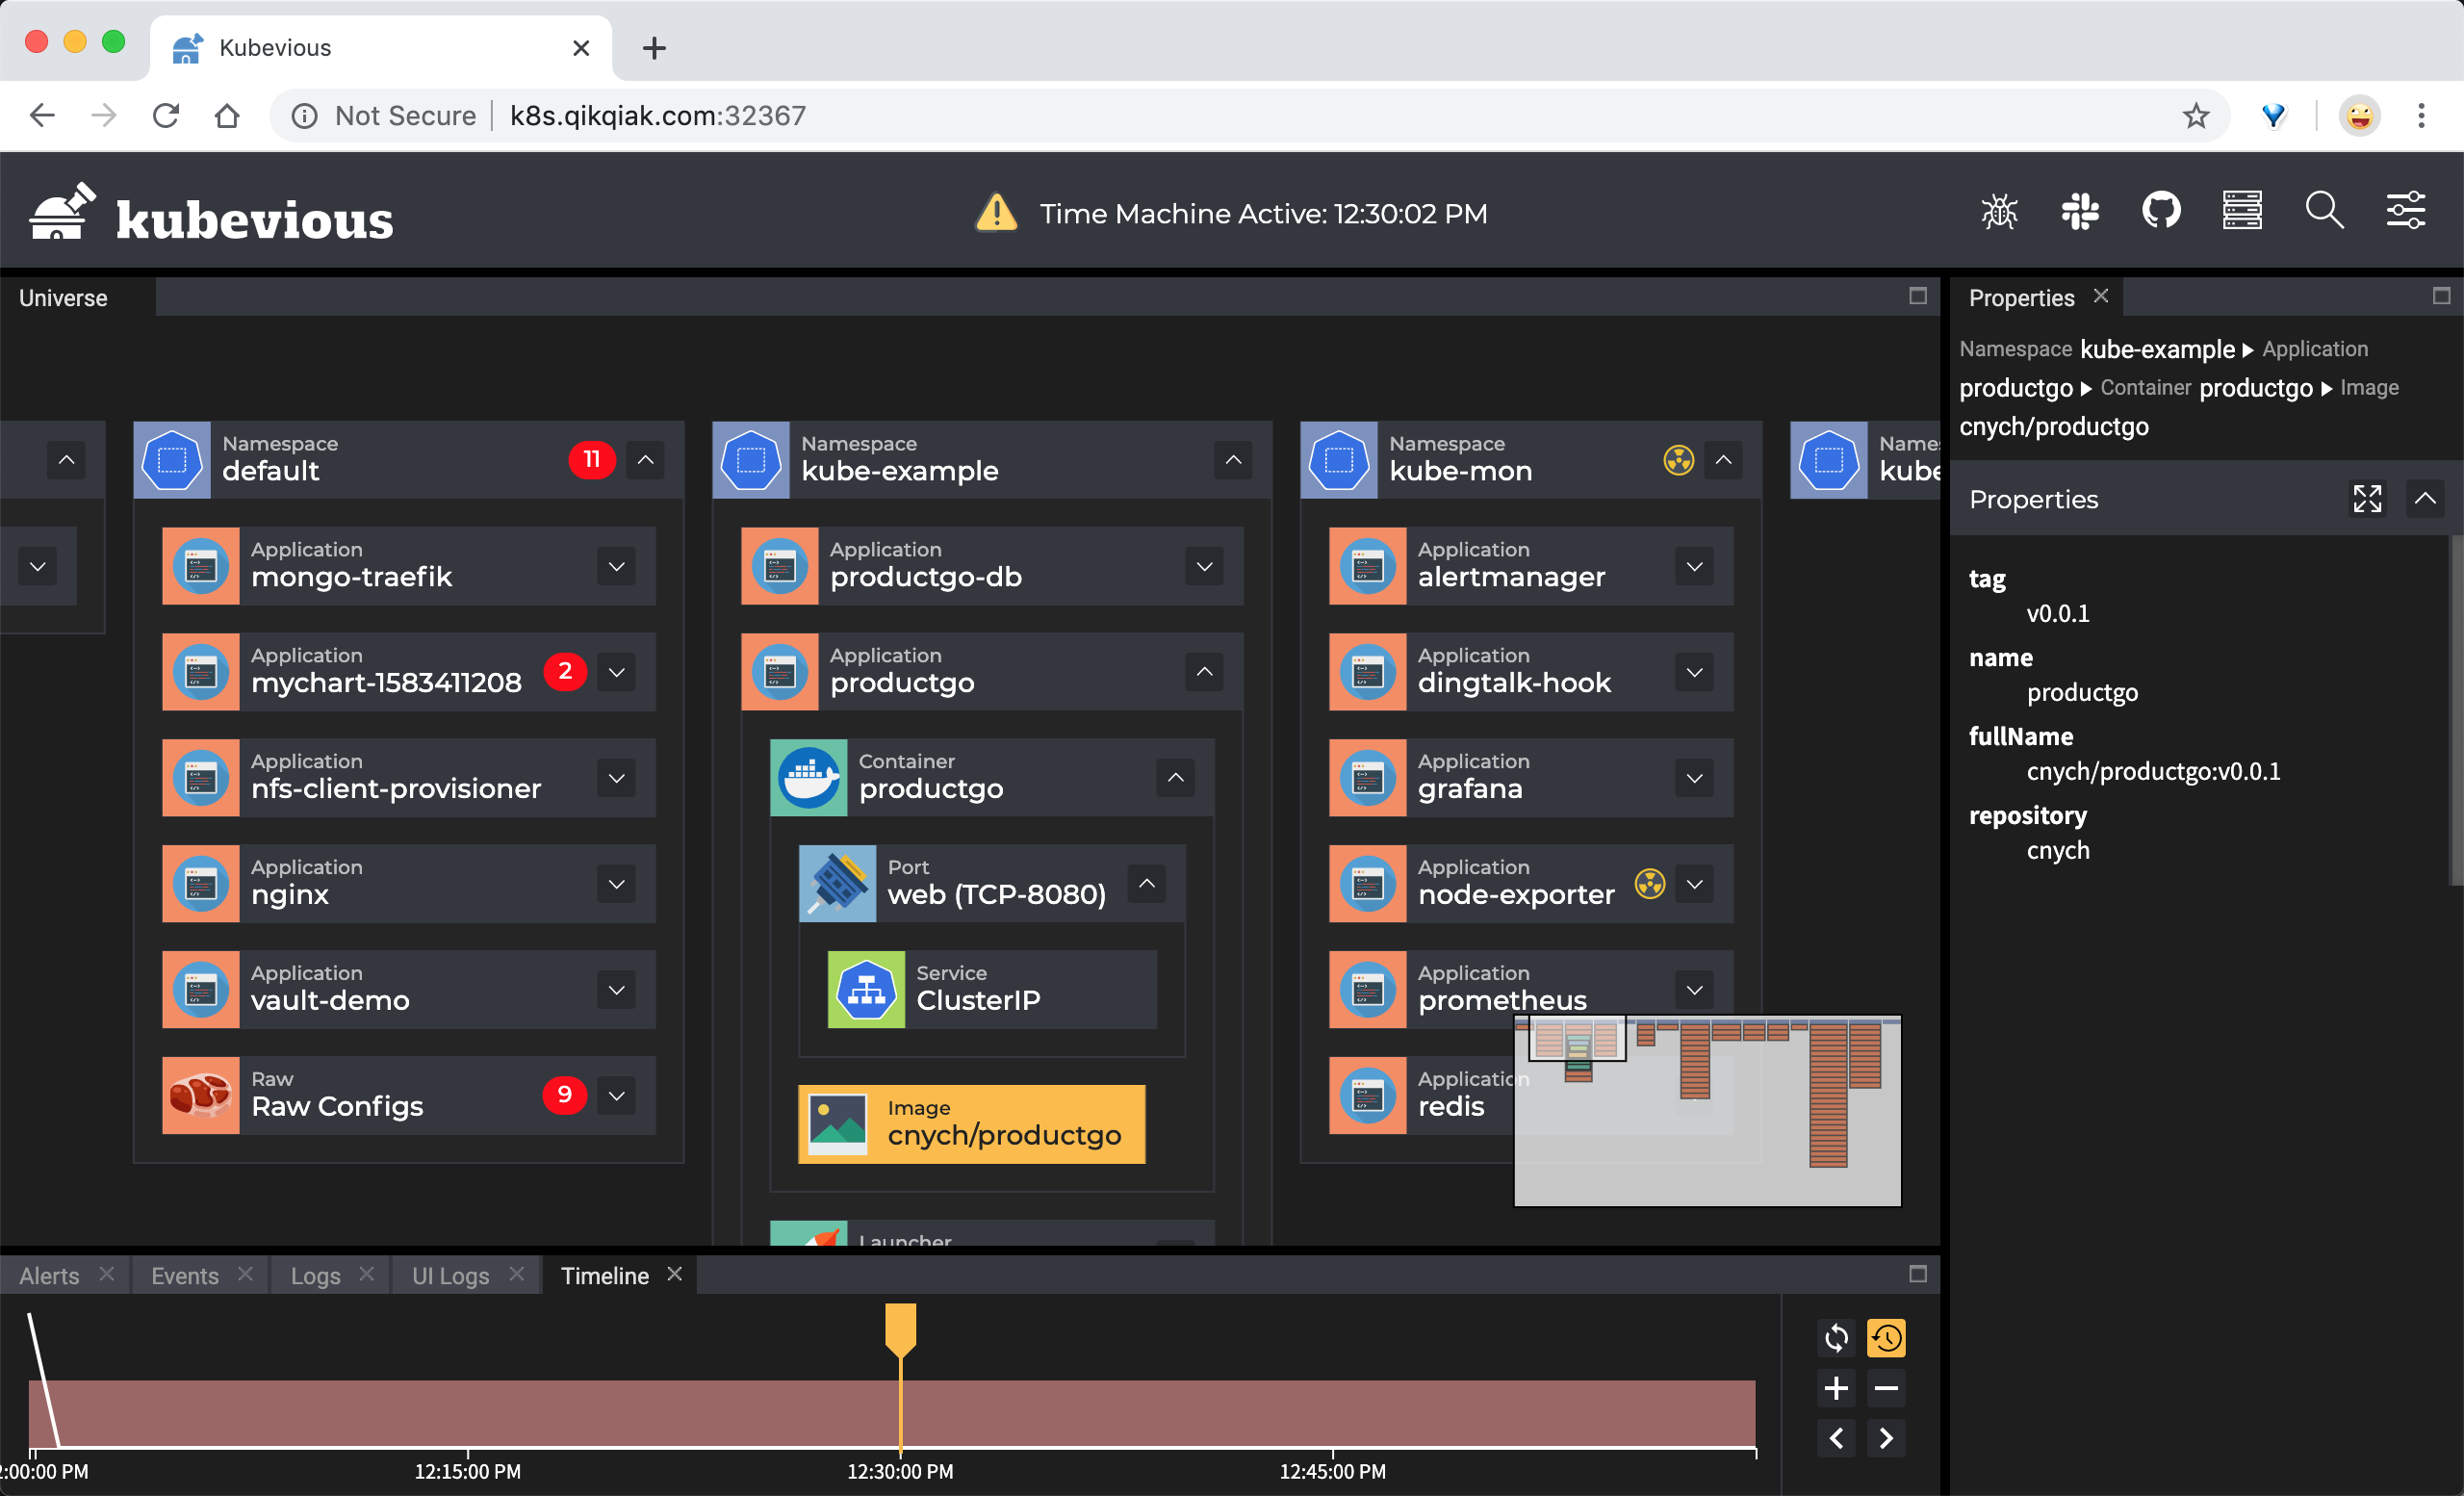 Kubevious
Not Secure
k8s.qikqiak.com:32367
kubevious
Time Machine Active: 12:30:02 PM
Universe
Namespace
default
11
Application
mongo-traefik
Application
mychart-1583411208
2
Application
nfs-client-provisioner
Application
nginx
Application
vault-demo
Raw
Raw Configs
9
Namespace
kube-example
Application
productgo-db
Application
productgo
Container
productgo
Port
web (TCP-8080)
Service
ClusterIP
Image
cnych/productgo
Launcher
Namespace
kube-mon
Application
alertmanager
Application
dingtalk-hook
Application
grafana
Application
node-exporter
Application
prometheus
Application
redis
Properties
Namespace kube-example Application
productgo Container productgo Image
cnych/productgo
Properties
tag
v0.0.1
name
productgo
fullName
cnych/productgo:v0.0.1
repository
cnych
Alerts
Events
Logs
UI Logs
Timeline
2:00:00 PM
12:15:00 PM
12:30:00 PM
12:45:00 PM